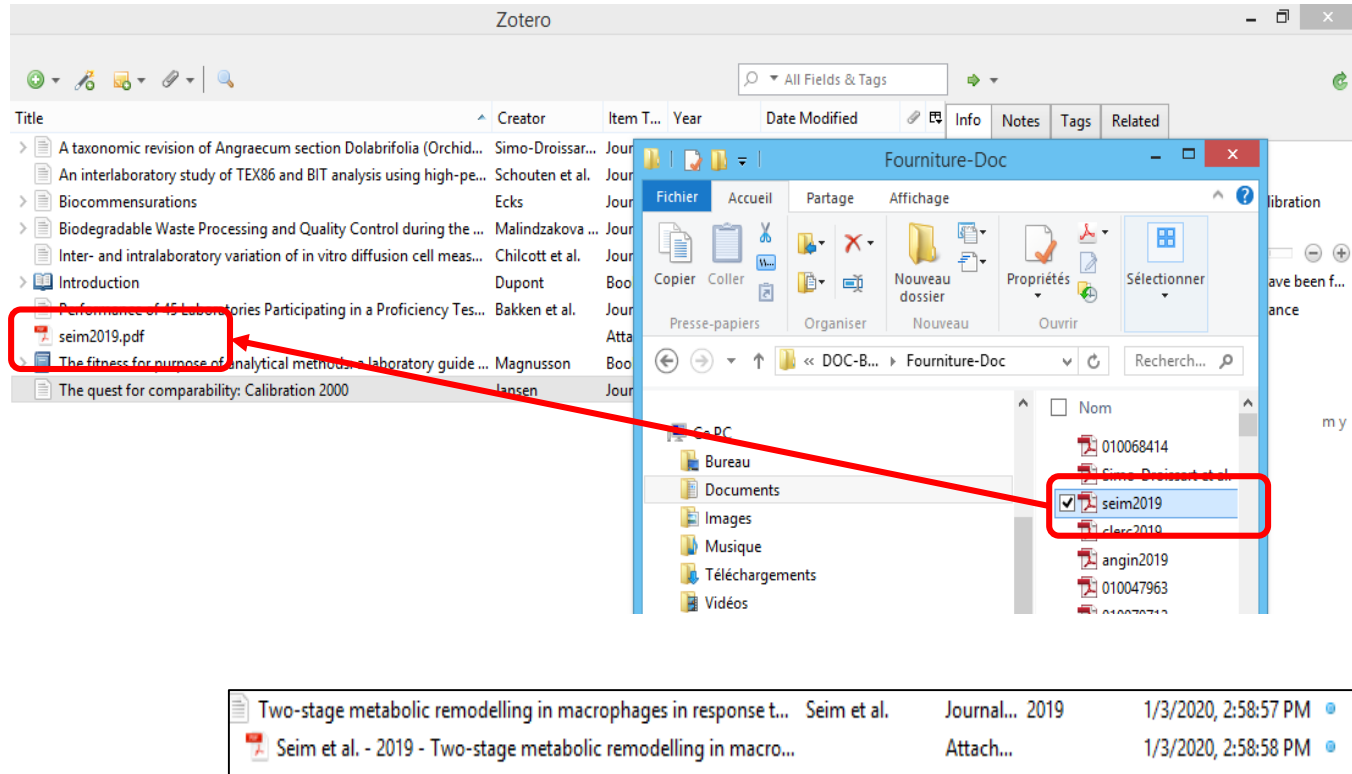 Zotero
All Fields & Tags
Title Creator Item T... Year Date Modified Info Notes Tags Related
A taxonomic revision of Angraecum section Dolabrifolia (Orchid... Simo-Droissar... Jour
An interlaboratory study of TEX86 and BIT analysis using high-pe... Schouten et al. Jour
Biocommensurations Ecks Jour
Biodegradable Waste Processing and Quality Control during the ... Malindzakova ... Jour
Inter- and intralaboratory variation of in vitro diffusion cell meas... Chilcott et al. Jour
Introduction Dupont Boo
Performance of 45 Laboratories Participating in a Proficiency Tes... Bakken et al. Jour
seim2019.pdf Atta
The fitness for purpose of analytical methods: a laboratory guide ... Magnusson Boo
The quest for comparability: Calibration 2000 Jansen Jour
libration
ave been f...
ance
m y
Fourniture-Doc
Fichier Accueil Partage Affichage
Copier Coller Nouveau dossier Propriétés Sélectionner
Presse-papiers Organiser Nouveau Ouvrir
« DOC-B... Fourniture-Doc Recherch...
Nom
Ce PC
Bureau
Documents
Images
Musique
Téléchargements
Vidéos
010068414
Simo-Droissart et al.
seim2019
clerc2019
angin2019
010047963
Two-stage metabolic remodelling in macrophages in response t... Seim et al. Journal... 2019 1/3/2020, 2:58:57 PM
Seim et al. - 2019 - Two-stage metabolic remodelling in macro... Attach... 1/3/2020, 2:58:58 PM